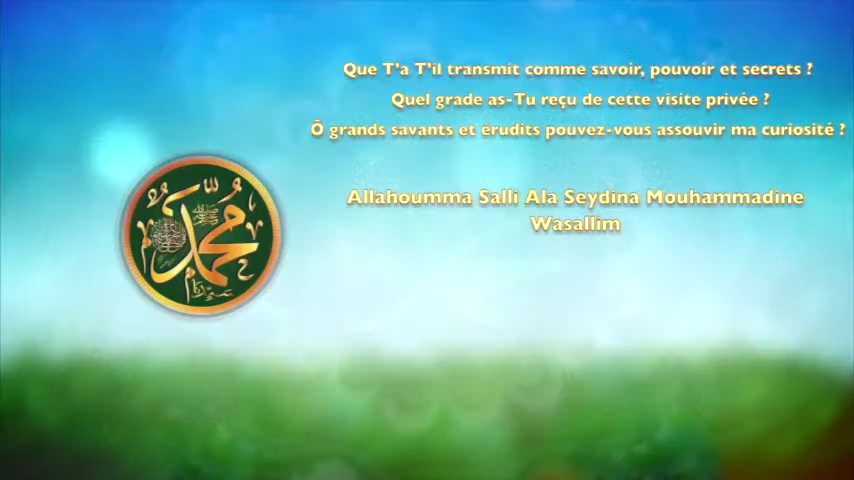 Que T'a T'il transmit comme savoir, pouvoir et secrets ?
Quel grade as-Tu reçu de cette visite privée ?
Ô grands savants et érudits pouvez-vous assouvir ma curiosité ?
Allahoumma Salli Ala Seydina Mouhammadine
Wasallim
محمد